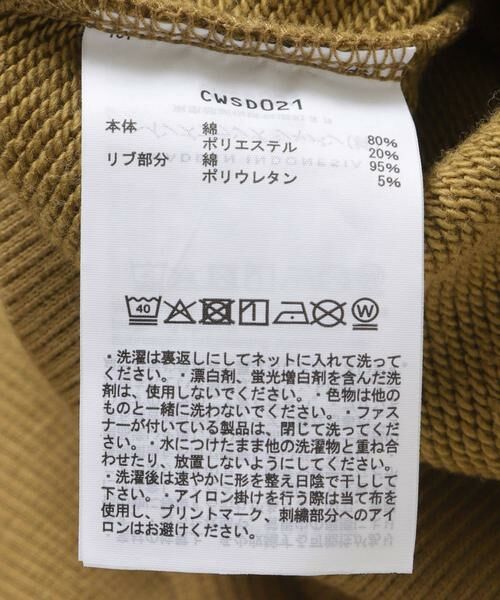 CWSD021
本体 綿 80%
ポリエステル 20%
リブ部分 綿 95%
ポリウレタン 5%
40
・洗濯は裏返しにしてネットに入れて洗って
ください。・漂白剤、蛍光増白剤を含んだ洗
剤は、使用しないでください。・色物は他の
ものと一緒に洗わないでください。・ファス
ナーが付いている製品は、閉じて洗ってくだ
さい。・水につけたまま他の洗濯物と重ね合
わせたり、放置しないようにしてください。
・洗濯後は速やかに形を整え日陰で干しして
下さい。・アイロン掛けを行う際は当て布を
使用し、プリントマーク、刺繍部分へのアイ
ロンはお避けください。